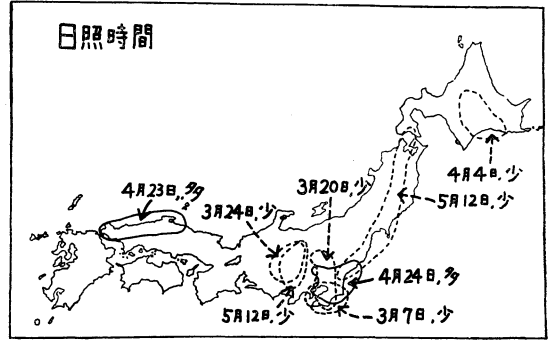 日照時間
4月23日,多
3月24日,少
3月20日,少
4月4日,少
5月12日,少
4月24日,多
5月12日,少
3月7日,少